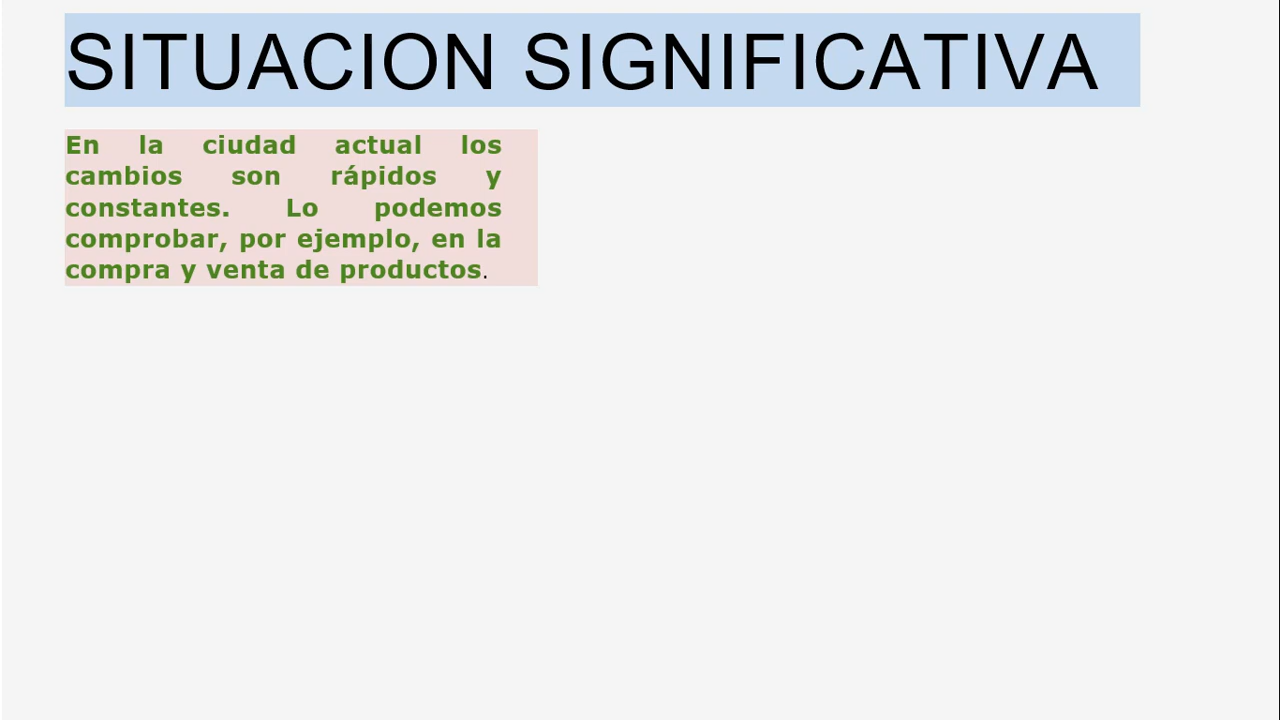 SITUACION SIGNIFICATIVA
En la ciudad actual los
cambios son rápidos y
constantes. Lo podemos
comprobar, por ejemplo, en la
compra y venta de productos.